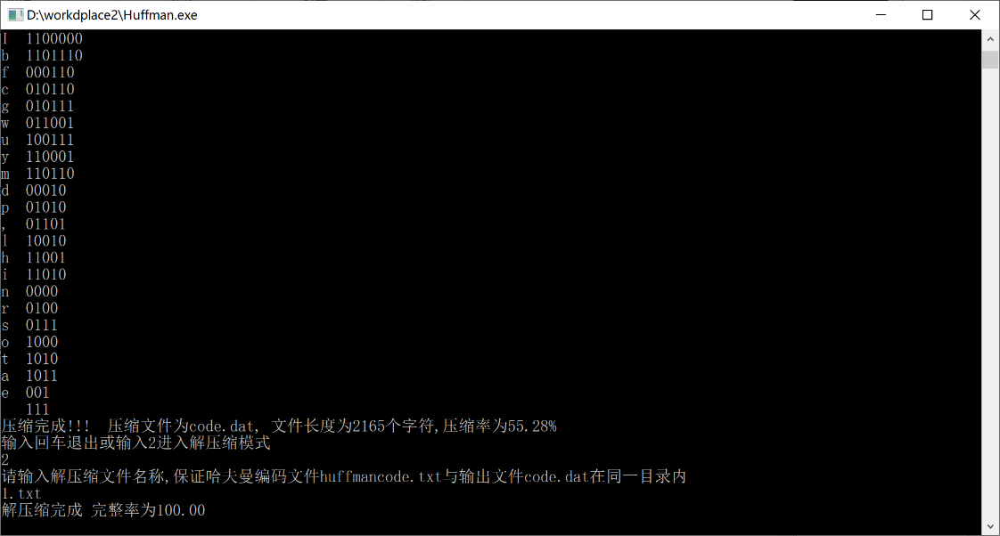 D:\workdplace2\Huffman.exe
I  1100000
b  1101110
f  000110
c  010110
g  010111
w  011001
u  100111
y  110001
m  110110
d  00010
p  01010
,  01101
l  10010
h  11001
i  11010
n  0000
r  0100
s  0111
o  1000
t  1010
a  1011
e  001
   111
压缩完成!!!  压缩文件为code.dat, 文件长度为2165个字符,压缩率为55.28%
输入回车退出或输入2进入解压缩模式
2
请输入解压缩文件名称,保证哈夫曼编码文件huffmancode.txt与输出文件code.dat在同一目录内
1.txt
解压缩完成 完整率为100.00